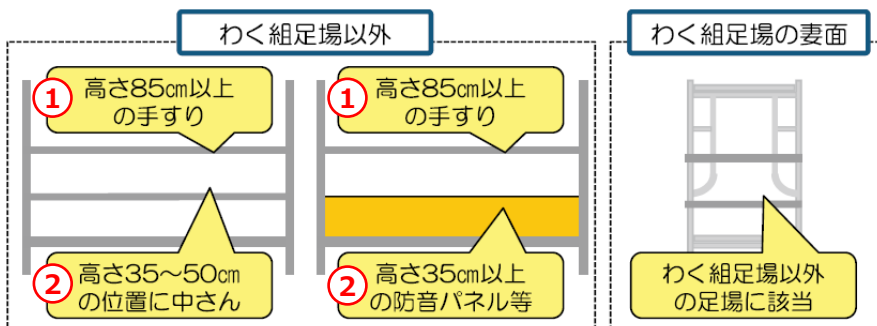 わく組足場以外
① 高さ85㎝以上
の手すり
② 高さ35～50㎝
の位置に中さん
① 高さ85㎝以上
の手すり
② 高さ35㎝以上
の防音パネル等
わく組足場の妻面
わく組足場以外
の足場に該当